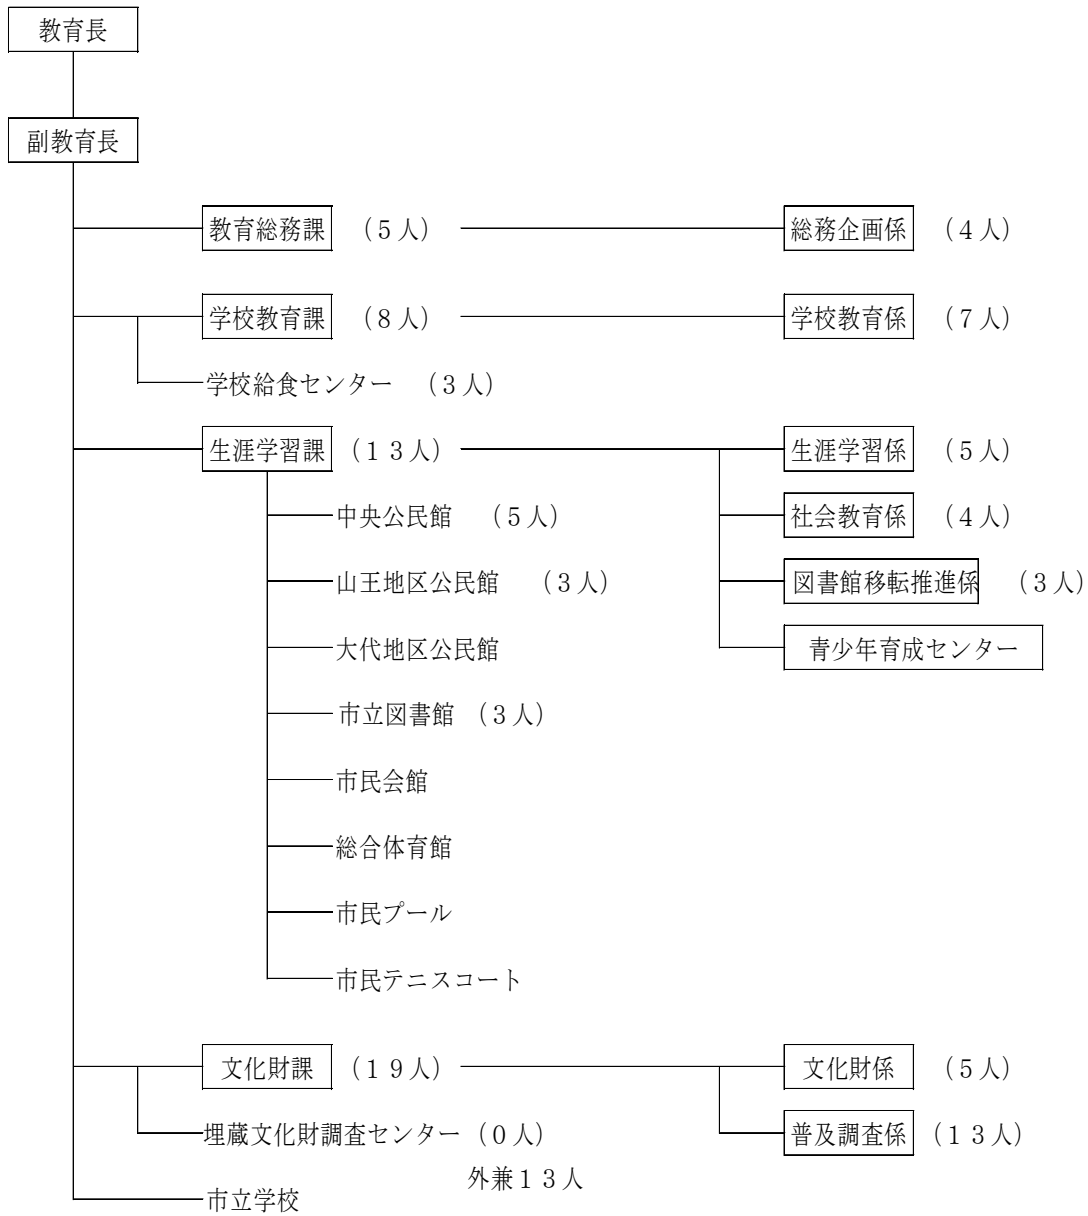 教育長
副教育長
教育総務課 （５人） 総務企画係 （４人）
学校教育課 （８人） 学校教育係 （７人）
学校給食センター （３人）
生涯学習課 （１３人） 生涯学習係 （５人）
中央公民館 （５人） 社会教育係 （４人）
山王地区公民館 （３人） 図書館移転推進係 （３人）
大代地区公民館 青少年育成センター
市立図書館 （３人）
市民会館
総合体育館
市民プール
市民テニスコート
文化財課 （１９人） 文化財係 （５人）
埋蔵文化財調査センター （０人） 普及調査係 （１３人）
外兼１３人
市立学校